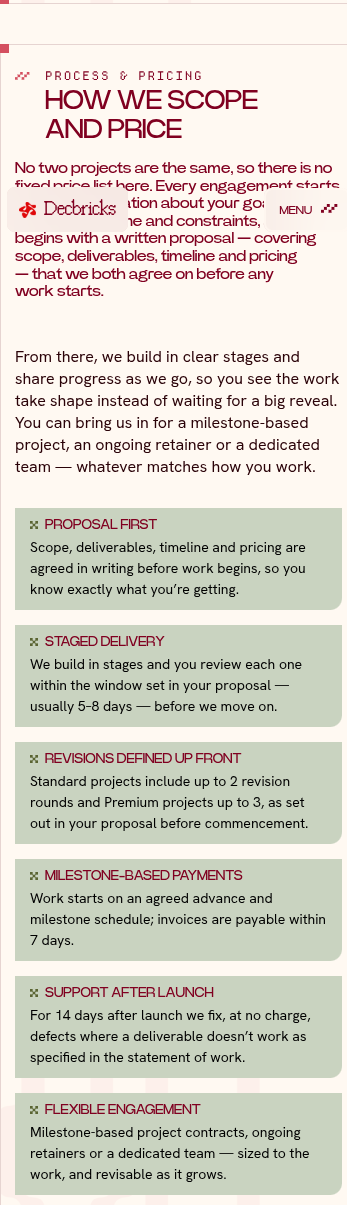 PROCESS & PRICING
HOW WE SCOPE
AND PRICE
No two projects are the same, so there is no
fixed price list here. Every engagement starts
ation about your goa
Decbricks
MENU
ne and constraints,
begins with a written proposal — covering
scope, deliverables, timeline and pricing
— that we both agree on before any
work starts.
From there, we build in clear stages and
share progress as we go, so you see the work
take shape instead of waiting for a big reveal.
You can bring us in for a milestone-based
project, an ongoing retainer or a dedicated
team — whatever matches how you work.
PROPOSAL FIRST
Scope, deliverables, timeline and pricing are
agreed in writing before work begins, so you
know exactly what you’re getting.
STAGED DELIVERY
We build in stages and you review each one
within the window set in your proposal —
usually 5–8 days — before we move on.
REVISIONS DEFINED UP FRONT
Standard projects include up to 2 revision
rounds and Premium projects up to 3, as set
out in your proposal before commencement.
MILESTONE-BASED PAYMENTS
Work starts on an agreed advance and
milestone schedule; invoices are payable within
7 days.
SUPPORT AFTER LAUNCH
For 14 days after launch we fix, at no charge,
defects where a deliverable doesn’t work as
specified in the statement of work.
FLEXIBLE ENGAGEMENT
Milestone-based project contracts, ongoing
retainers or a dedicated team — sized to the
work, and revisable as it grows.